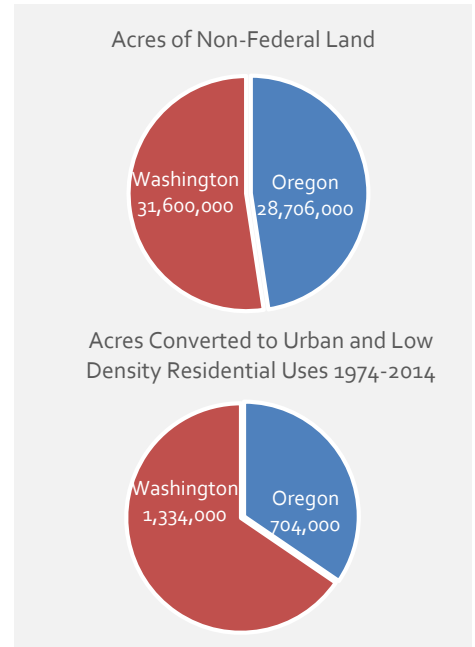 Acres of Non-Federal Land
Washington
31,600,000
Oregon
28,706,000
Acres Converted to Urban and Low
Density Residential Uses 1974-2014
Washington
1,334,000
Oregon
704,000